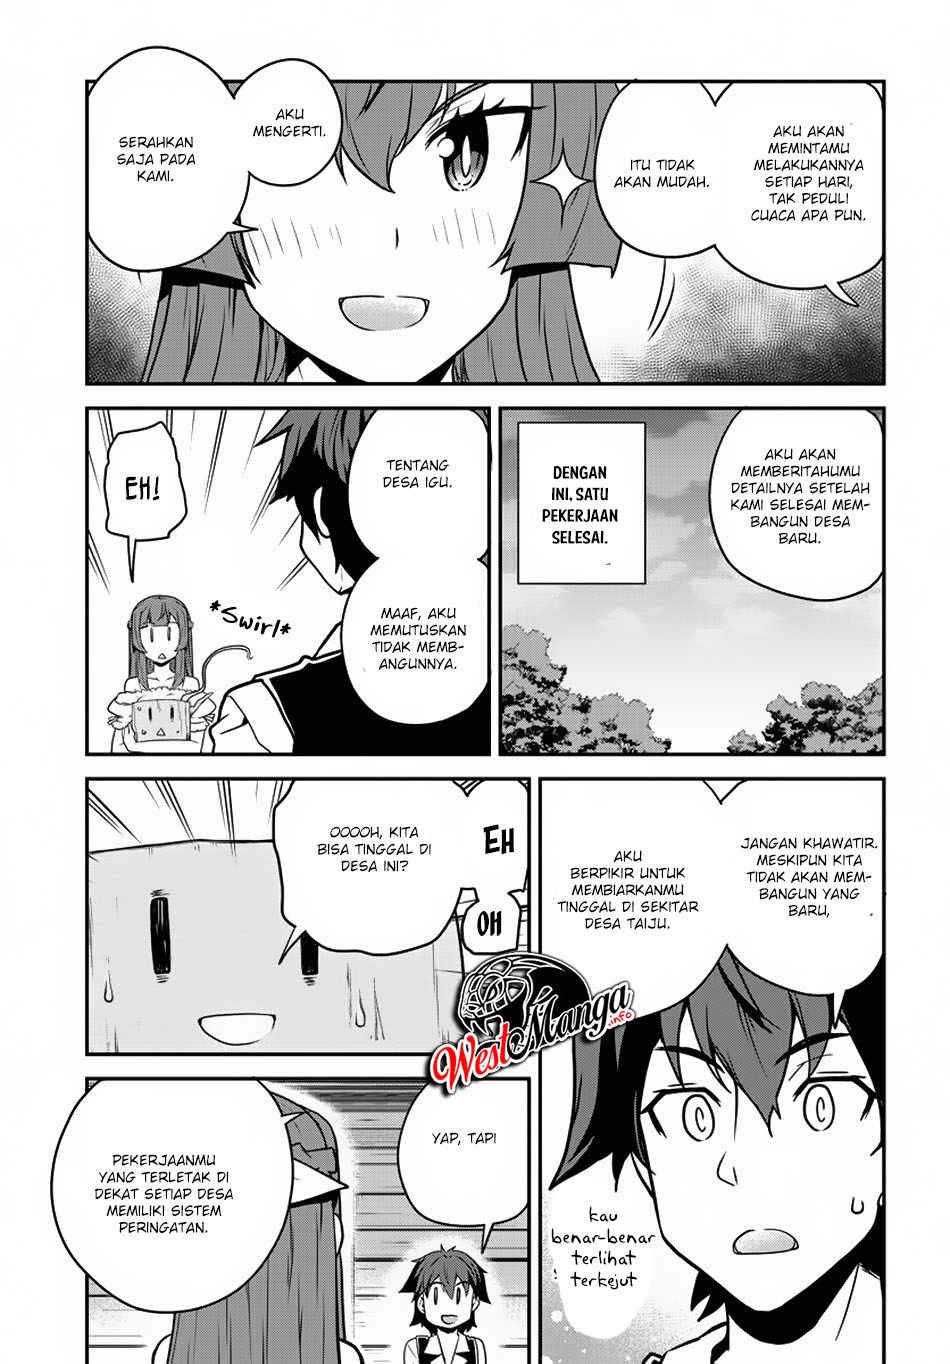 AKU AKAN
MEMINTAMU
MELAKUKANNYA
SETIAP HARI,
TAK PEDULI
CUACA APA PUN.
ITU TIDAK
AKAN MUDAH.
AKU
MENGERTI.
SERAHKAN
SAJA PADA
KAMI.
AKU AKAN
MEMBERITAHUMU
DETAILNYA SETELAH
KAMI SELESAI MEM-
BANGUN DESA
BARU.
DENGAN
INI, SATU
PEKERJAAN
SELESAI.
TENTANG
DESA IGU.
MAAF, AKU
MEMUTUSKAN
TIDAK MEMB-
ANGUNNYA.
EH!
*Swirl*
JANGAN KHAWATIR.
MESKIPUN KITA
TIDAK AKAN MEM-
BANGUN YANG
BARU,
AKU
BERPIKIR UNTUK
MEMBIARKANMU
TINGGAL DI SEKITAR
DESA TAIJU.
kau
benar-benar
terlihat
terkejut
EH
OH
OOOOH, KITA
BISA TINGGAL DI
DESA INI?
WestManga
.info
YAP, TAPI
PEKERJAANMU
YANG TERLETAK DI
DEKAT SETIAP DESA
MEMILIKI SISTEM
PERINGATAN.